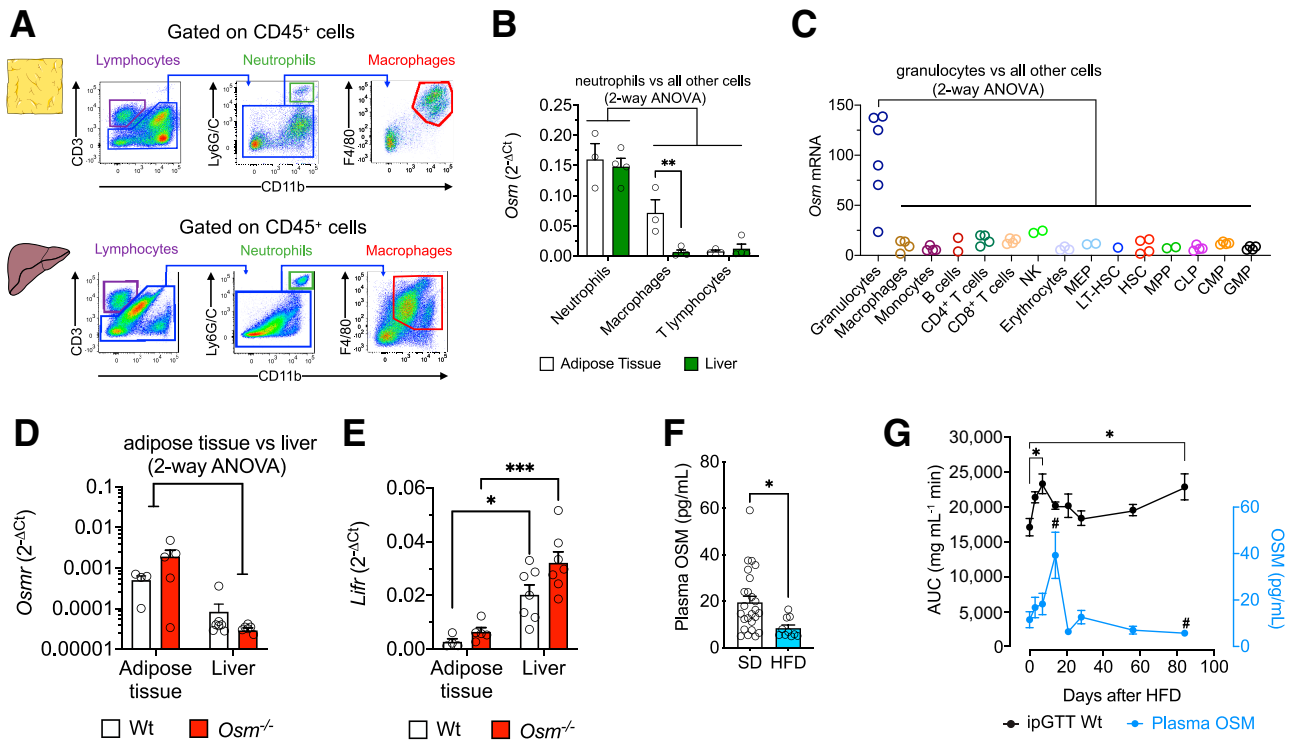 A
Gated on CD45⁺ cells
Lymphocytes
Neutrophils
Macrophages
CD3
Ly6G/C
F4/80
CD11b
Gated on CD45⁺ cells
Lymphocytes
Neutrophils
Macrophages
CD3
Ly6G/C
F4/80
CD11b
B
neutrophils vs all other cells
(2-way ANOVA)
Osm (2^-ΔCt)
0.25
0.20
0.15
0.10
0.05
0.00
**
Neutrophils
Macrophages
T lymphocytes
Adipose Tissue
Liver
C
granulocytes vs all other cells
(2-way ANOVA)
Osm mRNA
150
100
50
0
Granulocytes
Macrophages
Monocytes
B cells
CD4⁺ T cells
CD8⁺ T cells
NK
Erythrocytes
MEP
LT-HSC
HSC
MPP
CLP
CMP
GMP
D
adipose tissue vs liver
(2-way ANOVA)
Osmr (2^-ΔCt)
0.1
0.01
0.001
0.0001
0.00001
Adipose
tissue
Liver
Wt
Osm⁻/⁻
E
Lifr (2^-ΔCt)
0.06
0.04
0.02
0.00
*
***
Adipose
tissue
Liver
Wt
Osm⁻/⁻
F
Plasma OSM (pg/mL)
80
60
40
20
0
*
SD
HFD
G
AUC (mg mL⁻¹ min)
30,000
25,000
20,000
15,000
10,000
5,000
0
*
*
#
#
60
40
20
0
OSM (pg/mL)
0 20 40 60 80 100
Days after HFD
ipGTT Wt
Plasma OSM